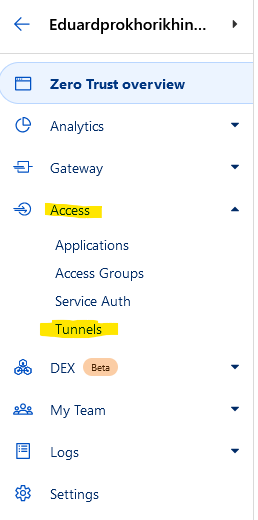 Eduardprokhorikhin...
Zero Trust overview
Analytics
Gateway
Access
Applications
Access Groups
Service Auth
Tunnels
DEX Beta
My Team
Logs
Settings